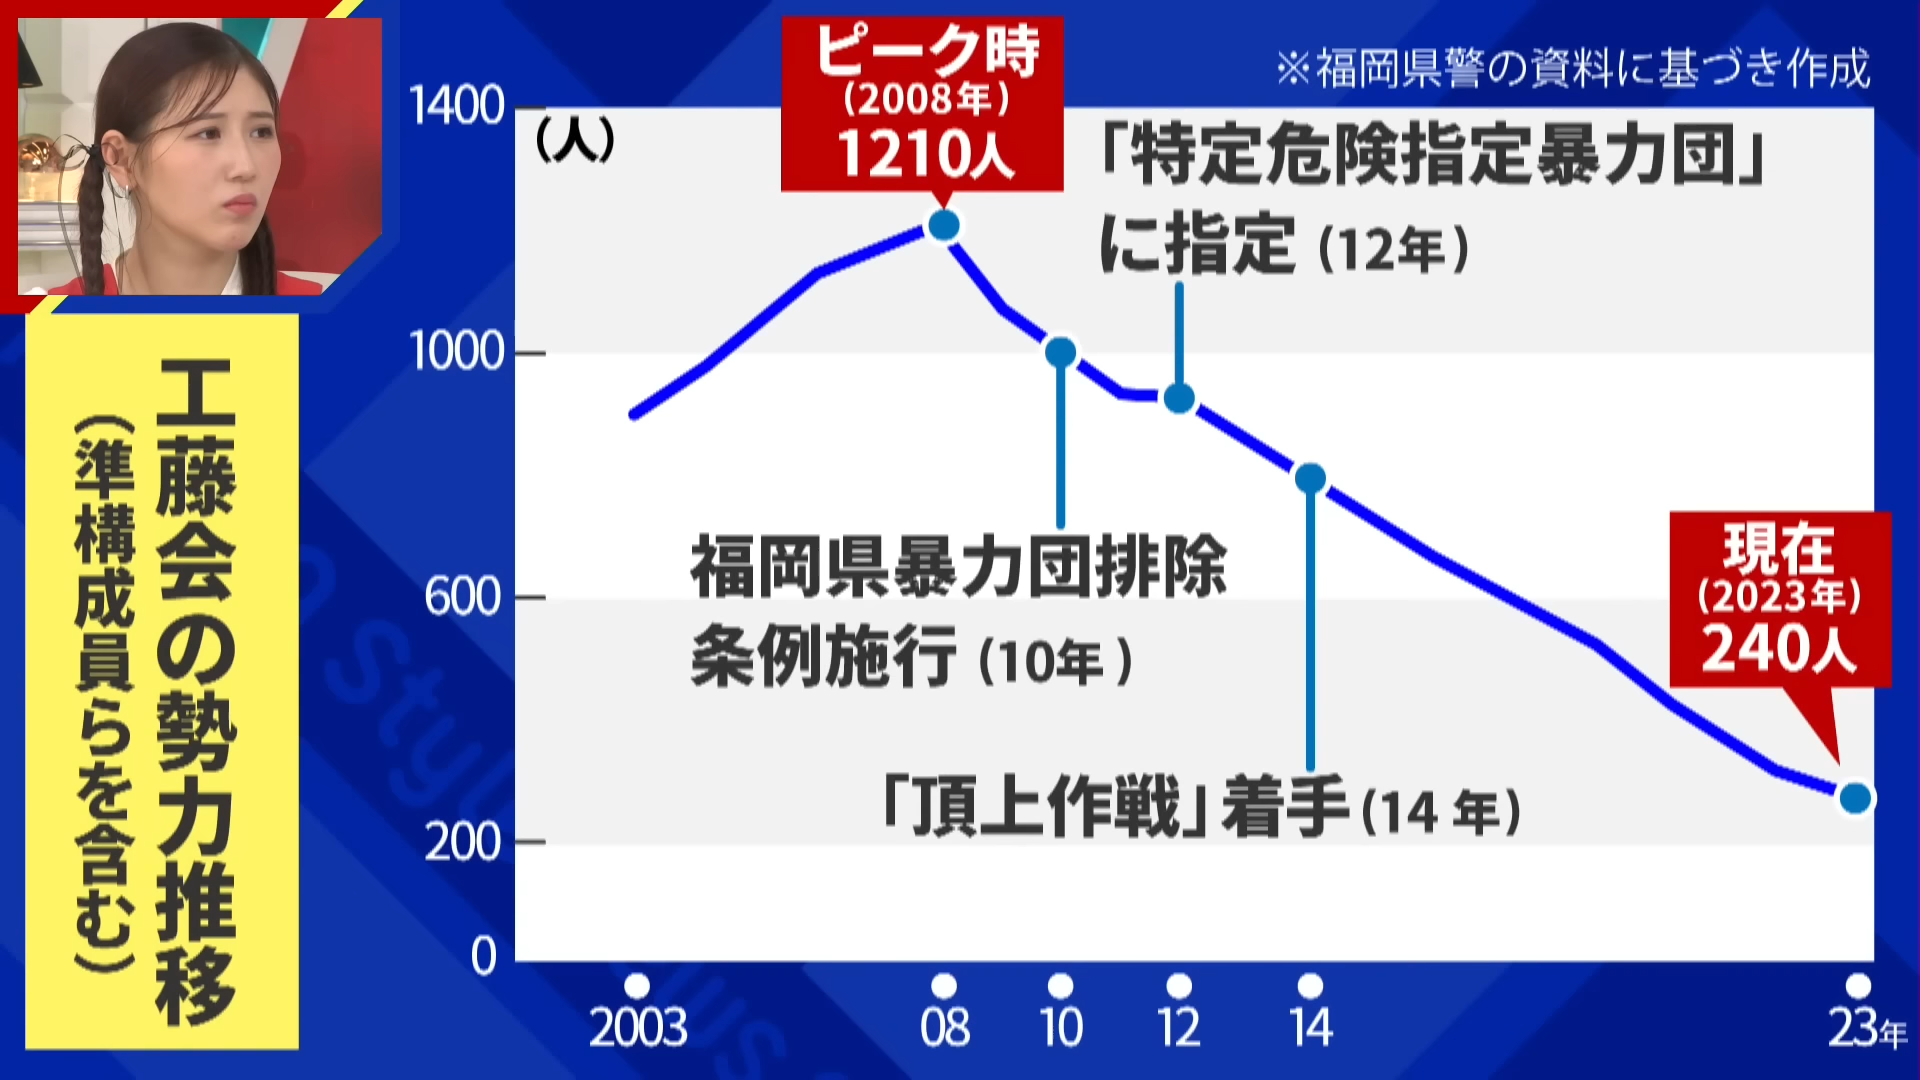 ピーク時
(2008年)
1210人
※福岡県警の資料に基づき作成
1400
(人)
「特定危険指定暴力団」
に指定(12年)
1000
工藤会の勢力推移
(準構成員らを含む)
福岡県暴力団排除
条例施行(10年)
現在
(2023年)
240人
600
「頂上作戦」着手(14年)
200
0
2003
08
10
12
14
23年